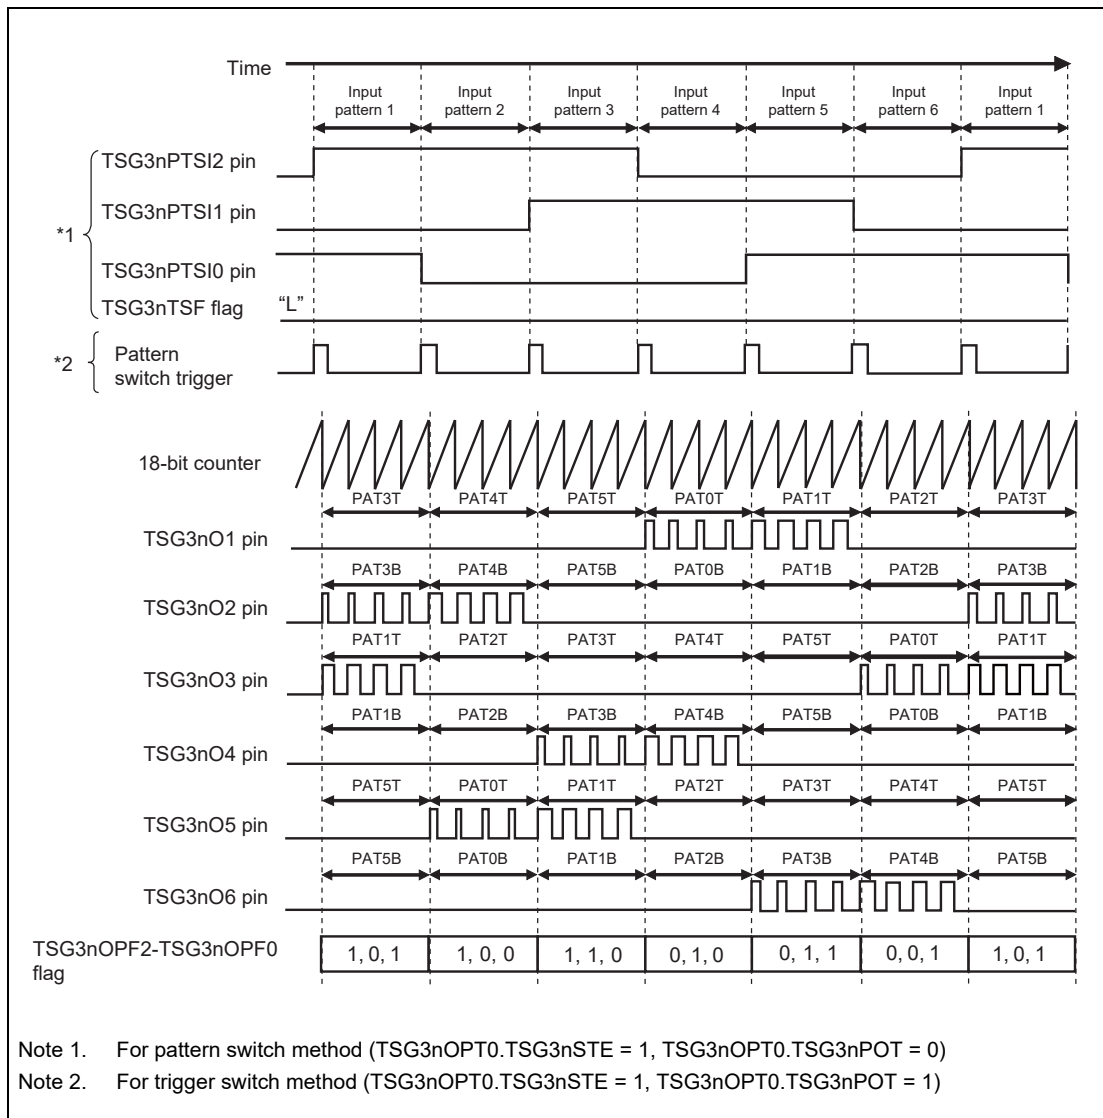 Time
Input pattern 1
Input pattern 2
Input pattern 3
Input pattern 4
Input pattern 5
Input pattern 6
Input pattern 1
*1
TSG3nPTSI2 pin
TSG3nPTSI1 pin
TSG3nPTSI0 pin
TSG3nTSF flag “L”
*2
Pattern
switch trigger
18-bit counter
PAT3T PAT4T PAT5T PAT0T PAT1T PAT2T PAT3T
TSG3nO1 pin
PAT3B PAT4B PAT5B PAT0B PAT1B PAT2B PAT3B
TSG3nO2 pin
PAT1T PAT2T PAT3T PAT4T PAT5T PAT0T PAT1T
TSG3nO3 pin
PAT1B PAT2B PAT3B PAT4B PAT5B PAT0B PAT1B
TSG3nO4 pin
PAT5T PAT0T PAT1T PAT2T PAT3T PAT4T PAT5T
TSG3nO5 pin
PAT5B PAT0B PAT1B PAT2B PAT3B PAT4B PAT5B
TSG3nO6 pin
TSG3nOPF2-TSG3nOPF0
flag
1, 0, 1 1, 0, 0 1, 1, 0 0, 1, 0 0, 1, 1 0, 0, 1 1, 0, 1
Note 1. For pattern switch method (TSG3nOPT0.TSG3nSTE = 1, TSG3nOPT0.TSG3nPOT = 0)
Note 2. For trigger switch method (TSG3nOPT0.TSG3nSTE = 1, TSG3nOPT0.TSG3nPOT = 1)